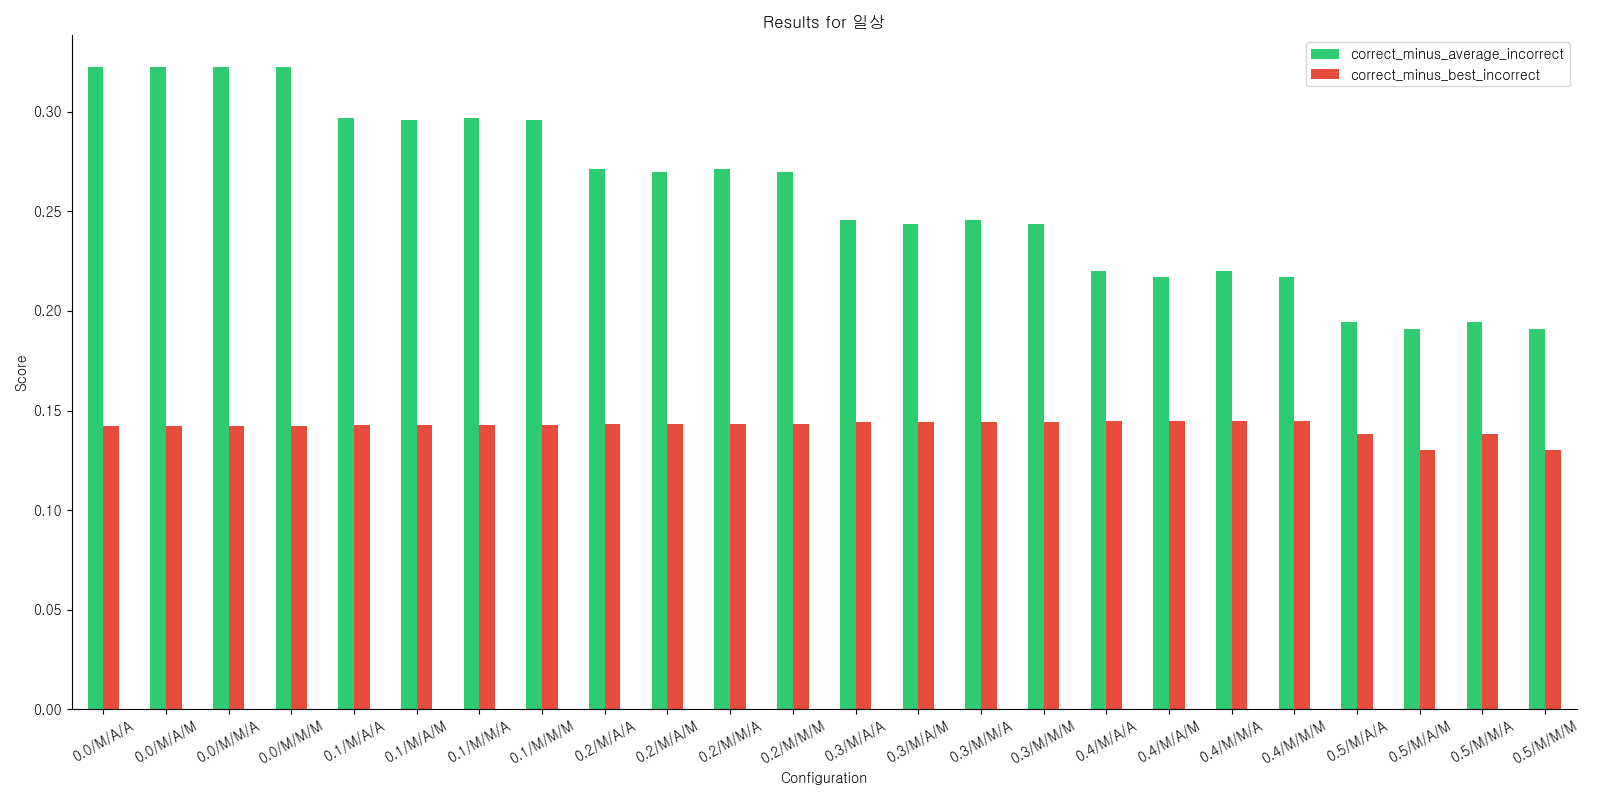 Results for 일상
correct_minus_average_incorrect
correct_minus_best_incorrect
0.30
0.25
0.20
0.15
0.10
0.05
0.00
Score
0.0/M/A/A
0.0/M/A/M
0.0/M/M/A
0.0/M/M/M
0.1/M/A/A
0.1/M/A/M
0.1/M/M/A
0.1/M/M/M
0.2/M/A/A
0.2/M/A/M
0.2/M/M/A
0.2/M/M/M
0.3/M/A/A
0.3/M/A/M
0.3/M/M/A
0.3/M/M/M
0.4/M/A/A
0.4/M/A/M
0.4/M/M/A
0.4/M/M/M
0.5/M/A/A
0.5/M/A/M
0.5/M/M/A
0.5/M/M/M
Configuration